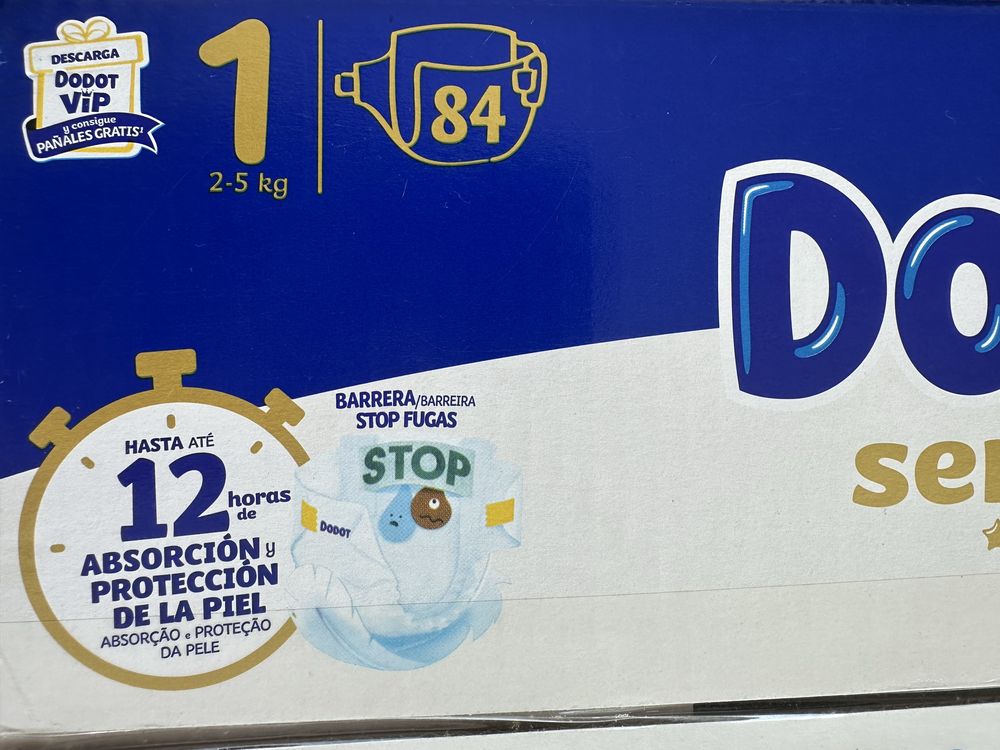 DESCARGA
DODOT
VIP
y consigue
PAÑALES GRATIS¹
1
2-5 kg
84
DO
ser
BARRERA/BARREIRA
STOP FUGAS
STOP
DODOT
HASTA ATÉ
12 horas
de
ABSORCIÓN y
PROTECCIÓN
DE LA PIEL
ABSORÇÃO e PROTEÇÃO
DA PELE